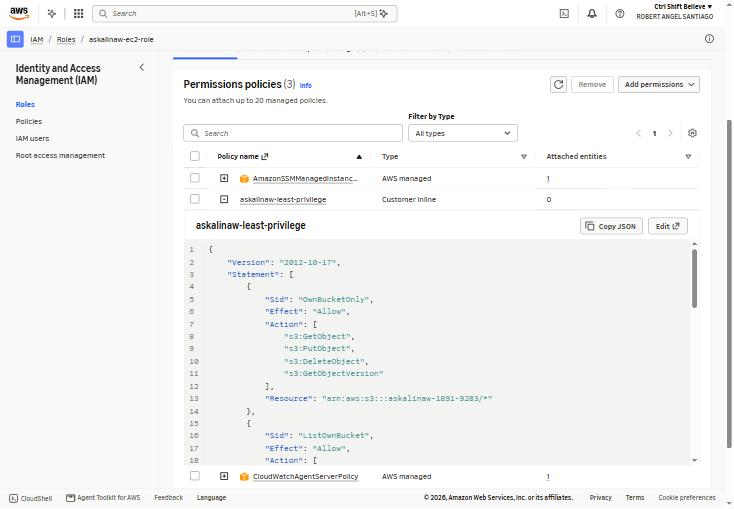 aws
Search
[Alt+S]
Ctrl Shift Believe ▼
ROBERT ANGEL SANTIAGO
IAM / Roles / askalinaw-ec2-role
Identity and Access Management (IAM)
Roles
Policies
IAM users
Root access management
Permissions policies (3) Info
You can attach up to 20 managed policies.
Remove
Add permissions
Filter by Type
Search
All types
1
Policy name
Type
Attached entities
AmazonSSMManagedInstanc... AWS managed 1
askalinaw-least-privilege Customer inline 0
askalinaw-least-privilege
Copy JSON
Edit
1 {
2 "Version": "2012-10-17",
3 "Statement": [
4 {
5 "Sid": "OwnBucketOnly",
6 "Effect": "Allow",
7 "Action": [
8 "s3:GetObject",
9 "s3:PutObject",
10 "s3:DeleteObject",
11 "s3:GetObjectVersion"
12 ],
13 "Resource": "arn:aws:s3:::askalinaw-1891-9283/*"
14 },
15 {
16 "Sid": "ListOwnBucket",
17 "Effect": "Allow",
18 "Action": [
CloudWatchAgentServerPolicy AWS managed 1
CloudShell
Agent Toolkit for AWS
Feedback
Language
© 2026, Amazon Web Services, Inc. or its affiliates.
Privacy
Terms
Cookie preferences